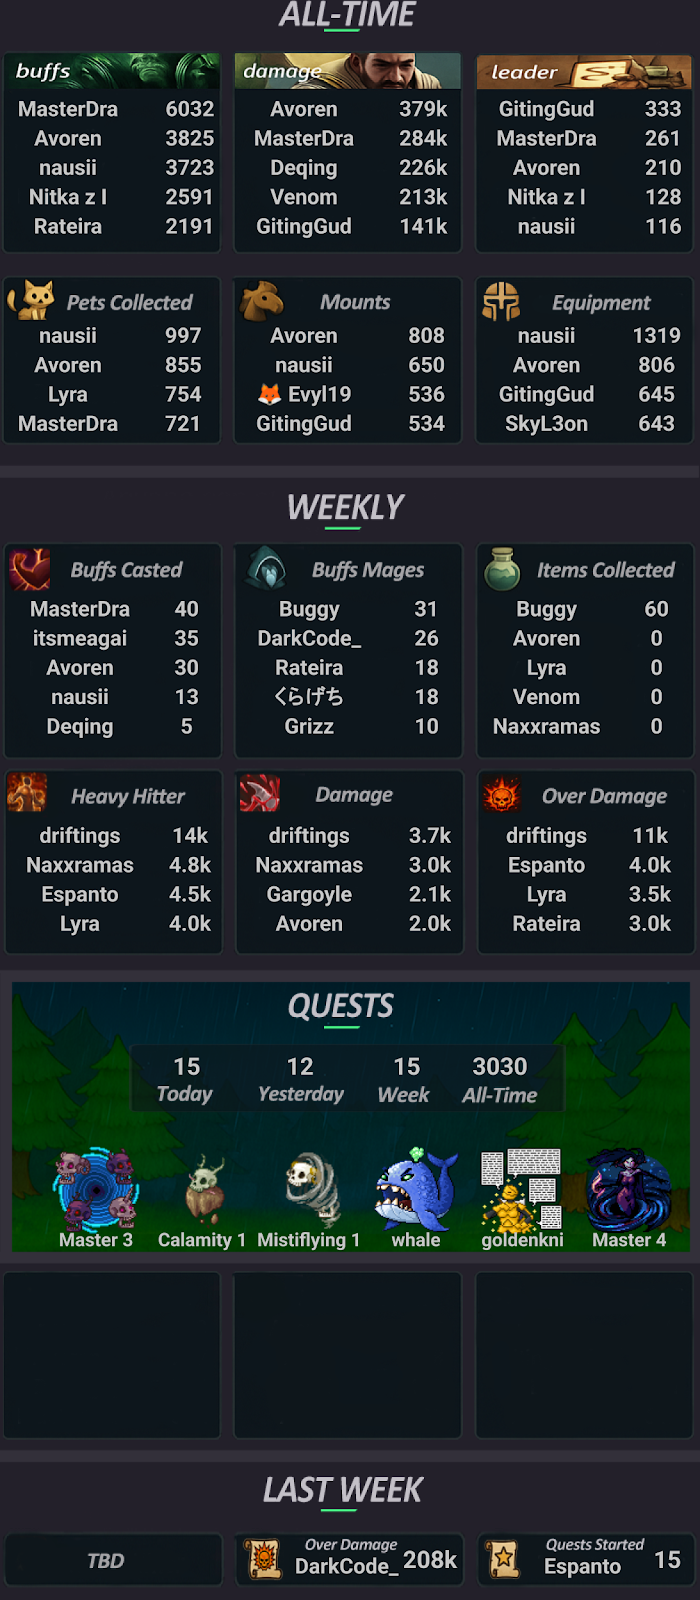 ALL-TIME
buffs
MasterDra 6032
Avoren 3825
nausii 3723
Nitka z l 2591
Rateira 2191
damage
Avoren 379k
MasterDra 284k
Deqing 226k
Venom 213k
GitingGud 141k
leader
GitingGud 333
MasterDra 261
Avoren 210
Nitka z l 128
nausii 116
Pets Collected
nausii 997
Avoren 855
Lyra 754
MasterDra 721
Mounts
Avoren 808
nausii 650
🦊 Evyl19 536
GitingGud 534
Equipment
nausii 1319
Avoren 806
GitingGud 645
SkyL3on 643
WEEKLY
Buffs Casted
MasterDra 40
itsmeagai 35
Avoren 30
nausii 13
Deqing 5
Buffs Mages
Buggy 31
DarkCode_ 26
Rateira 18
くらげち 18
Grizz 10
Items Collected
Buggy 60
Avoren 0
Lyra 0
Venom 0
Naxxramas 0
Heavy Hitter
driftings 14k
Naxxramas 4.8k
Espanto 4.5k
Lyra 4.0k
Damage
driftings 3.7k
Naxxramas 3.0k
Gargoyle 2.1k
Avoren 2.0k
Over Damage
driftings 11k
Espanto 4.0k
Lyra 3.5k
Rateira 3.0k
QUESTS
15 12 15 3030
Today Yesterday Week All-Time
Master 3 Calamity 1 Mistiflying 1 whale goldenkni Master 4
LAST WEEK
TBD
Over Damage
DarkCode_ 208k
Quests Started
Espanto 15